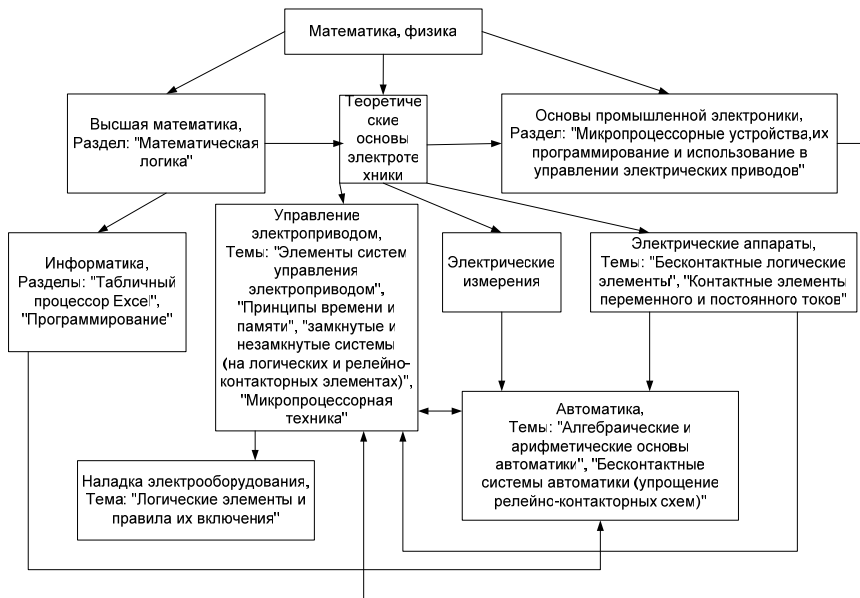 Математика, физика
Высшая математика,
Раздел: "Математическая
логика"
Теоретиче
ские
основы
электроте
хники
Основы промышленной электроники,
Раздел: "Микропроцессорные устройства,их
программирование и использование в
управлении электрических приводов"
Информатика,
Разделы: "Табличный
процессор Excel",
"Программирование"
Управление
электроприводом,
Темы: "Элементы систем
управления
электроприводом",
"Принципы времени и
памяти", "замкнутые и
незамкнутые системы
(на логических и релейно-
контакторных элементах)",
"Микропроцессорная
техника"
Электрические
измерения
Электрические аппараты,
Темы: "Бесконтактные логические
элементы", "Контактные элементы
переменного и постоянного токов"
Автоматика,
Темы: "Алгебраические и
арифметические основы
автоматики", "Бесконтактные
системы автоматики (упрощение
релейно-контакторных схем)"
Наладка электрооборудования,
Тема: "Логические элементы и
правила их включения"